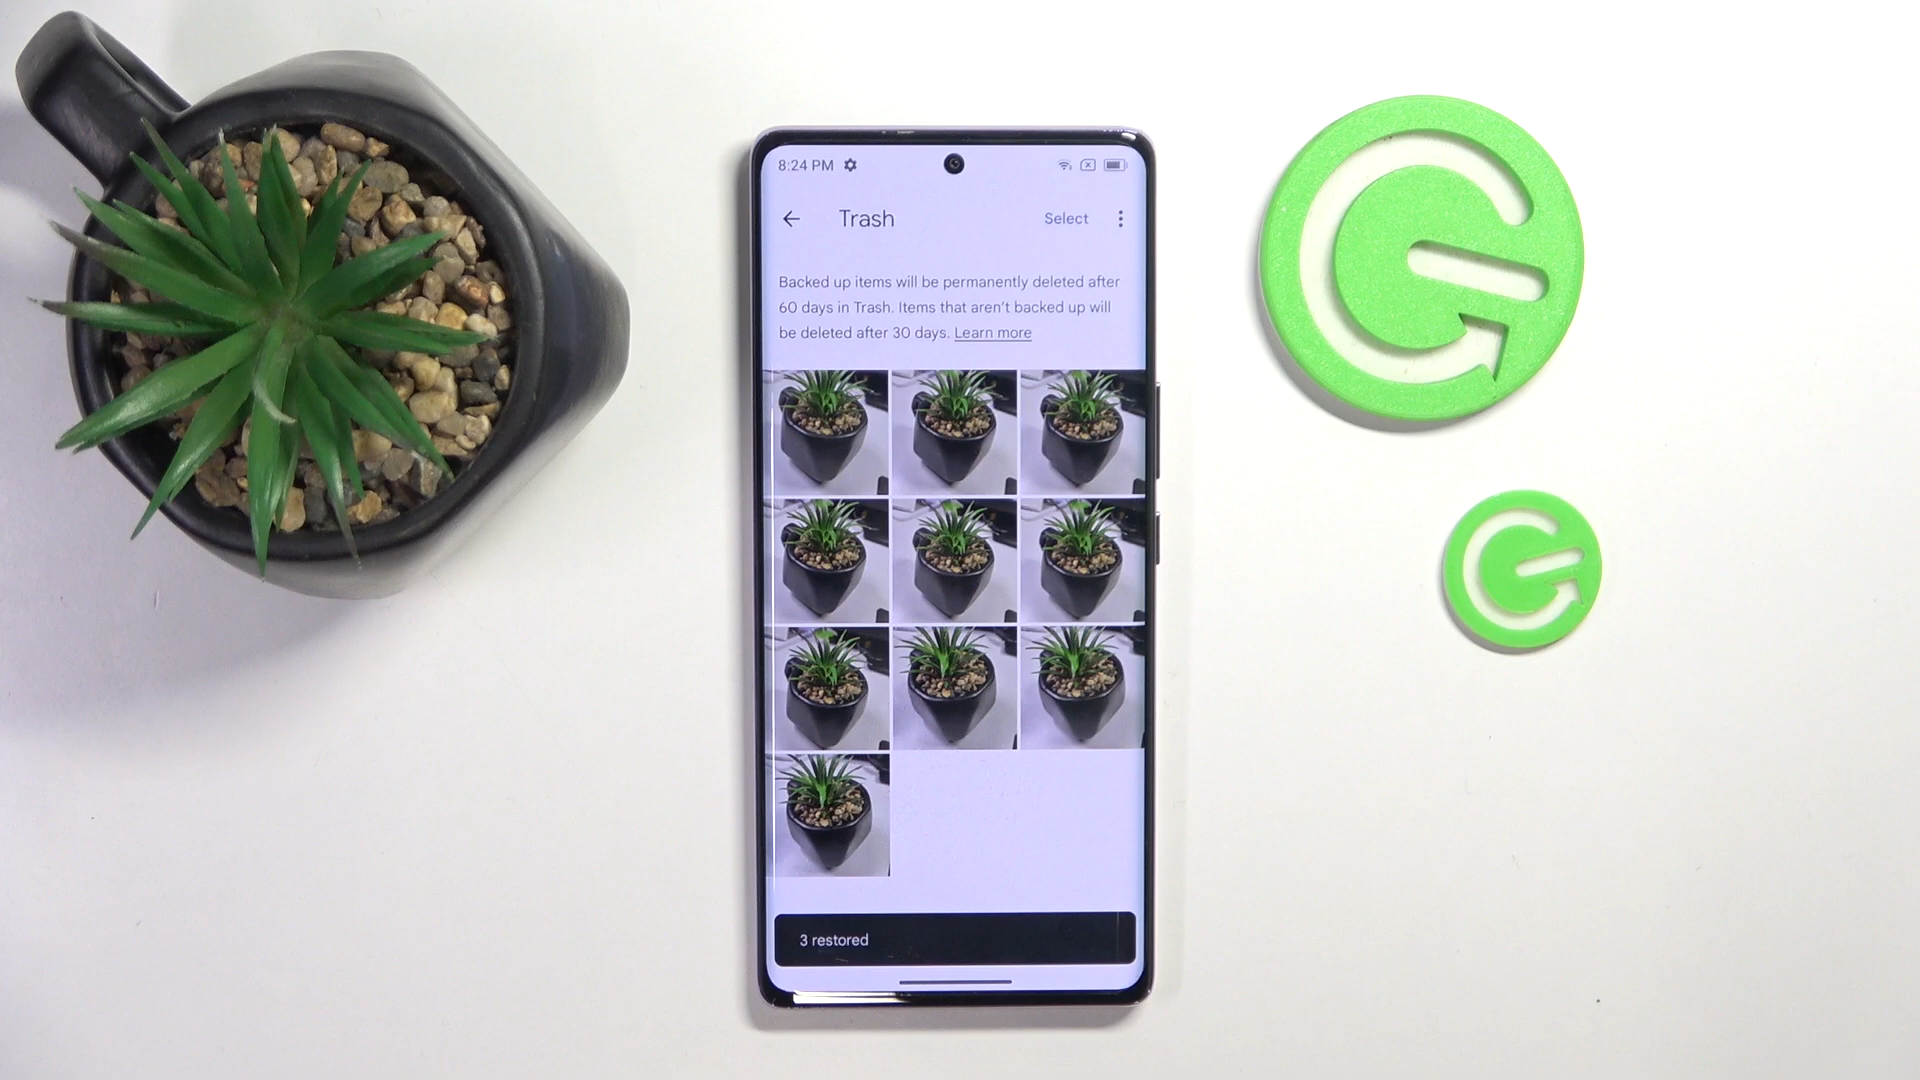 8:24 PM
Trash
Select
Backed up items will be permanently deleted after
60 days in Trash. Items that aren't backed up will
be deleted after 30 days. Learn more
3 restored